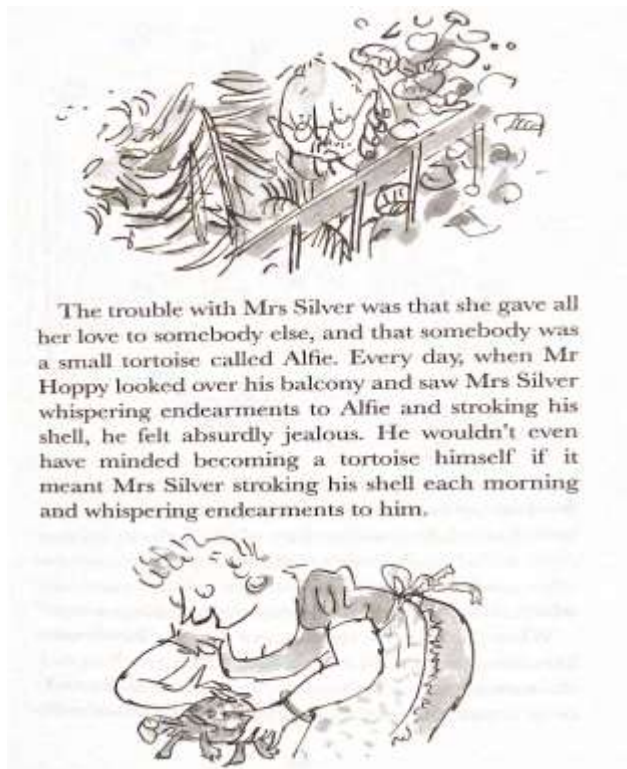 The trouble with Mrs Silver was that she gave all
her love to somebody else, and that somebody was
a small tortoise called Alfie. Every day, when Mr
Hoppy looked over his balcony and saw Mrs Silver
whispering endearments to Alfie and stroking his
shell, he felt absurdly jealous. He wouldn't even
have minded becoming a tortoise himself if it
meant Mrs Silver stroking his shell each morning
and whispering endearments to him.